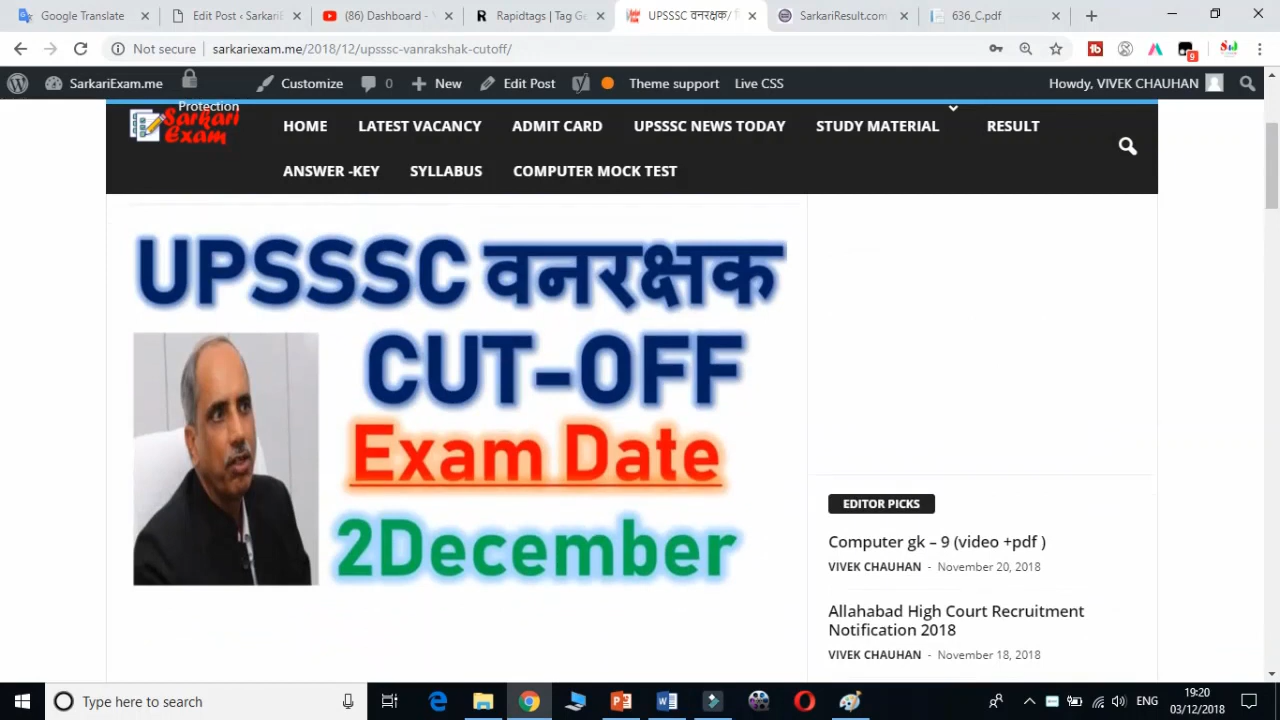 Google Translate
Edit Post ‹ Sarkari
(86) Dashboard -
Rapidtags | Tag Ge
UPSSSC वनरक्षक/
SarkariResult.com
636_C.pdf
Not secure | sarkariexam.me/2018/12/upsssc-vanrakshak-cutoff/
9
SarkariExam.me
Customize
0
New
Edit Post
Theme support
Live CSS
Howdy, VIVEK CHAUHAN
Protection
Sarkari
Exam
HOME
LATEST VACANCY
ADMIT CARD
UPSSSC NEWS TODAY
STUDY MATERIAL
RESULT
ANSWER -KEY
SYLLABUS
COMPUTER MOCK TEST
UPSSSC वनरक्षक
CUT-OFF
Exam Date
2December
EDITOR PICKS
Computer gk – 9 (video +pdf )
VIVEK CHAUHAN - November 20, 2018
Allahabad High Court Recruitment
Notification 2018
VIVEK CHAUHAN - November 18, 2018
Type here to search
ENG
19:20
03/12/2018